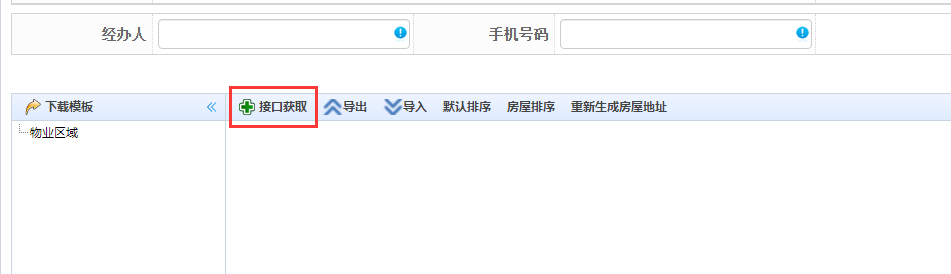 经办人 手机号码
下载模板 接口获取 导出 导入 默认排序 房屋排序 重新生成房屋地址
物业区域